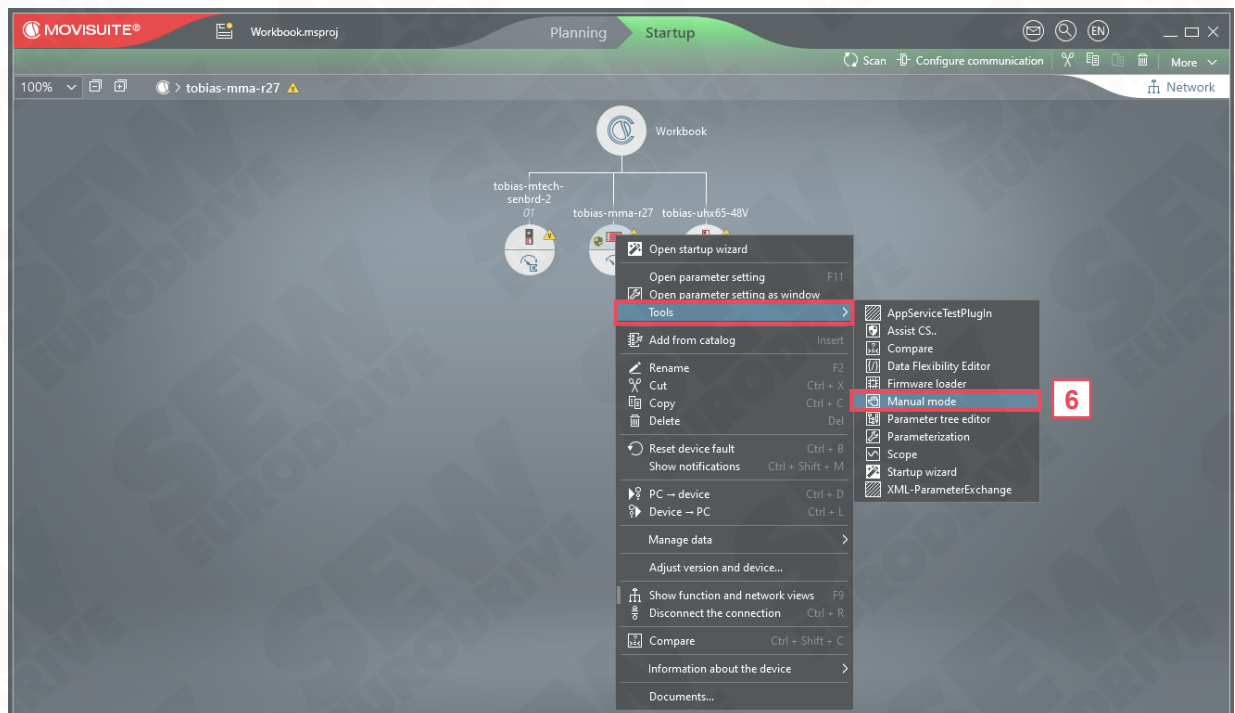 MOVISUITE®
Workbook.msproj
Planning
Startup
EN
Scan
Configure communication
More
100%
> tobias-mma-r27
Network
Workbook
tobias-mtech-
senbrd-2
01
tobias-mma-r27
tobias-uhx65-48V
Open startup wizard
Open parameter setting F11
Open parameter setting as window
Tools
Add from catalog Insert
Rename F2
Cut Ctrl + X
Copy Ctrl + C
Delete Del
Reset device fault Ctrl + B
Show notifications Ctrl + Shift + M
PC → device Ctrl + D
Device → PC Ctrl + L
Manage data
Adjust version and device...
Show function and network views F9
Disconnect the connection Ctrl + R
Compare Ctrl + Shift + C
Information about the device
Documents...
AppServiceTestPlugIn
Assist CS..
Compare
Data Flexibility Editor
Firmware loader
Manual mode
Parameter tree editor
Parameterization
Scope
Startup wizard
XML-ParameterExchange
6
SEW
EURODRIVE